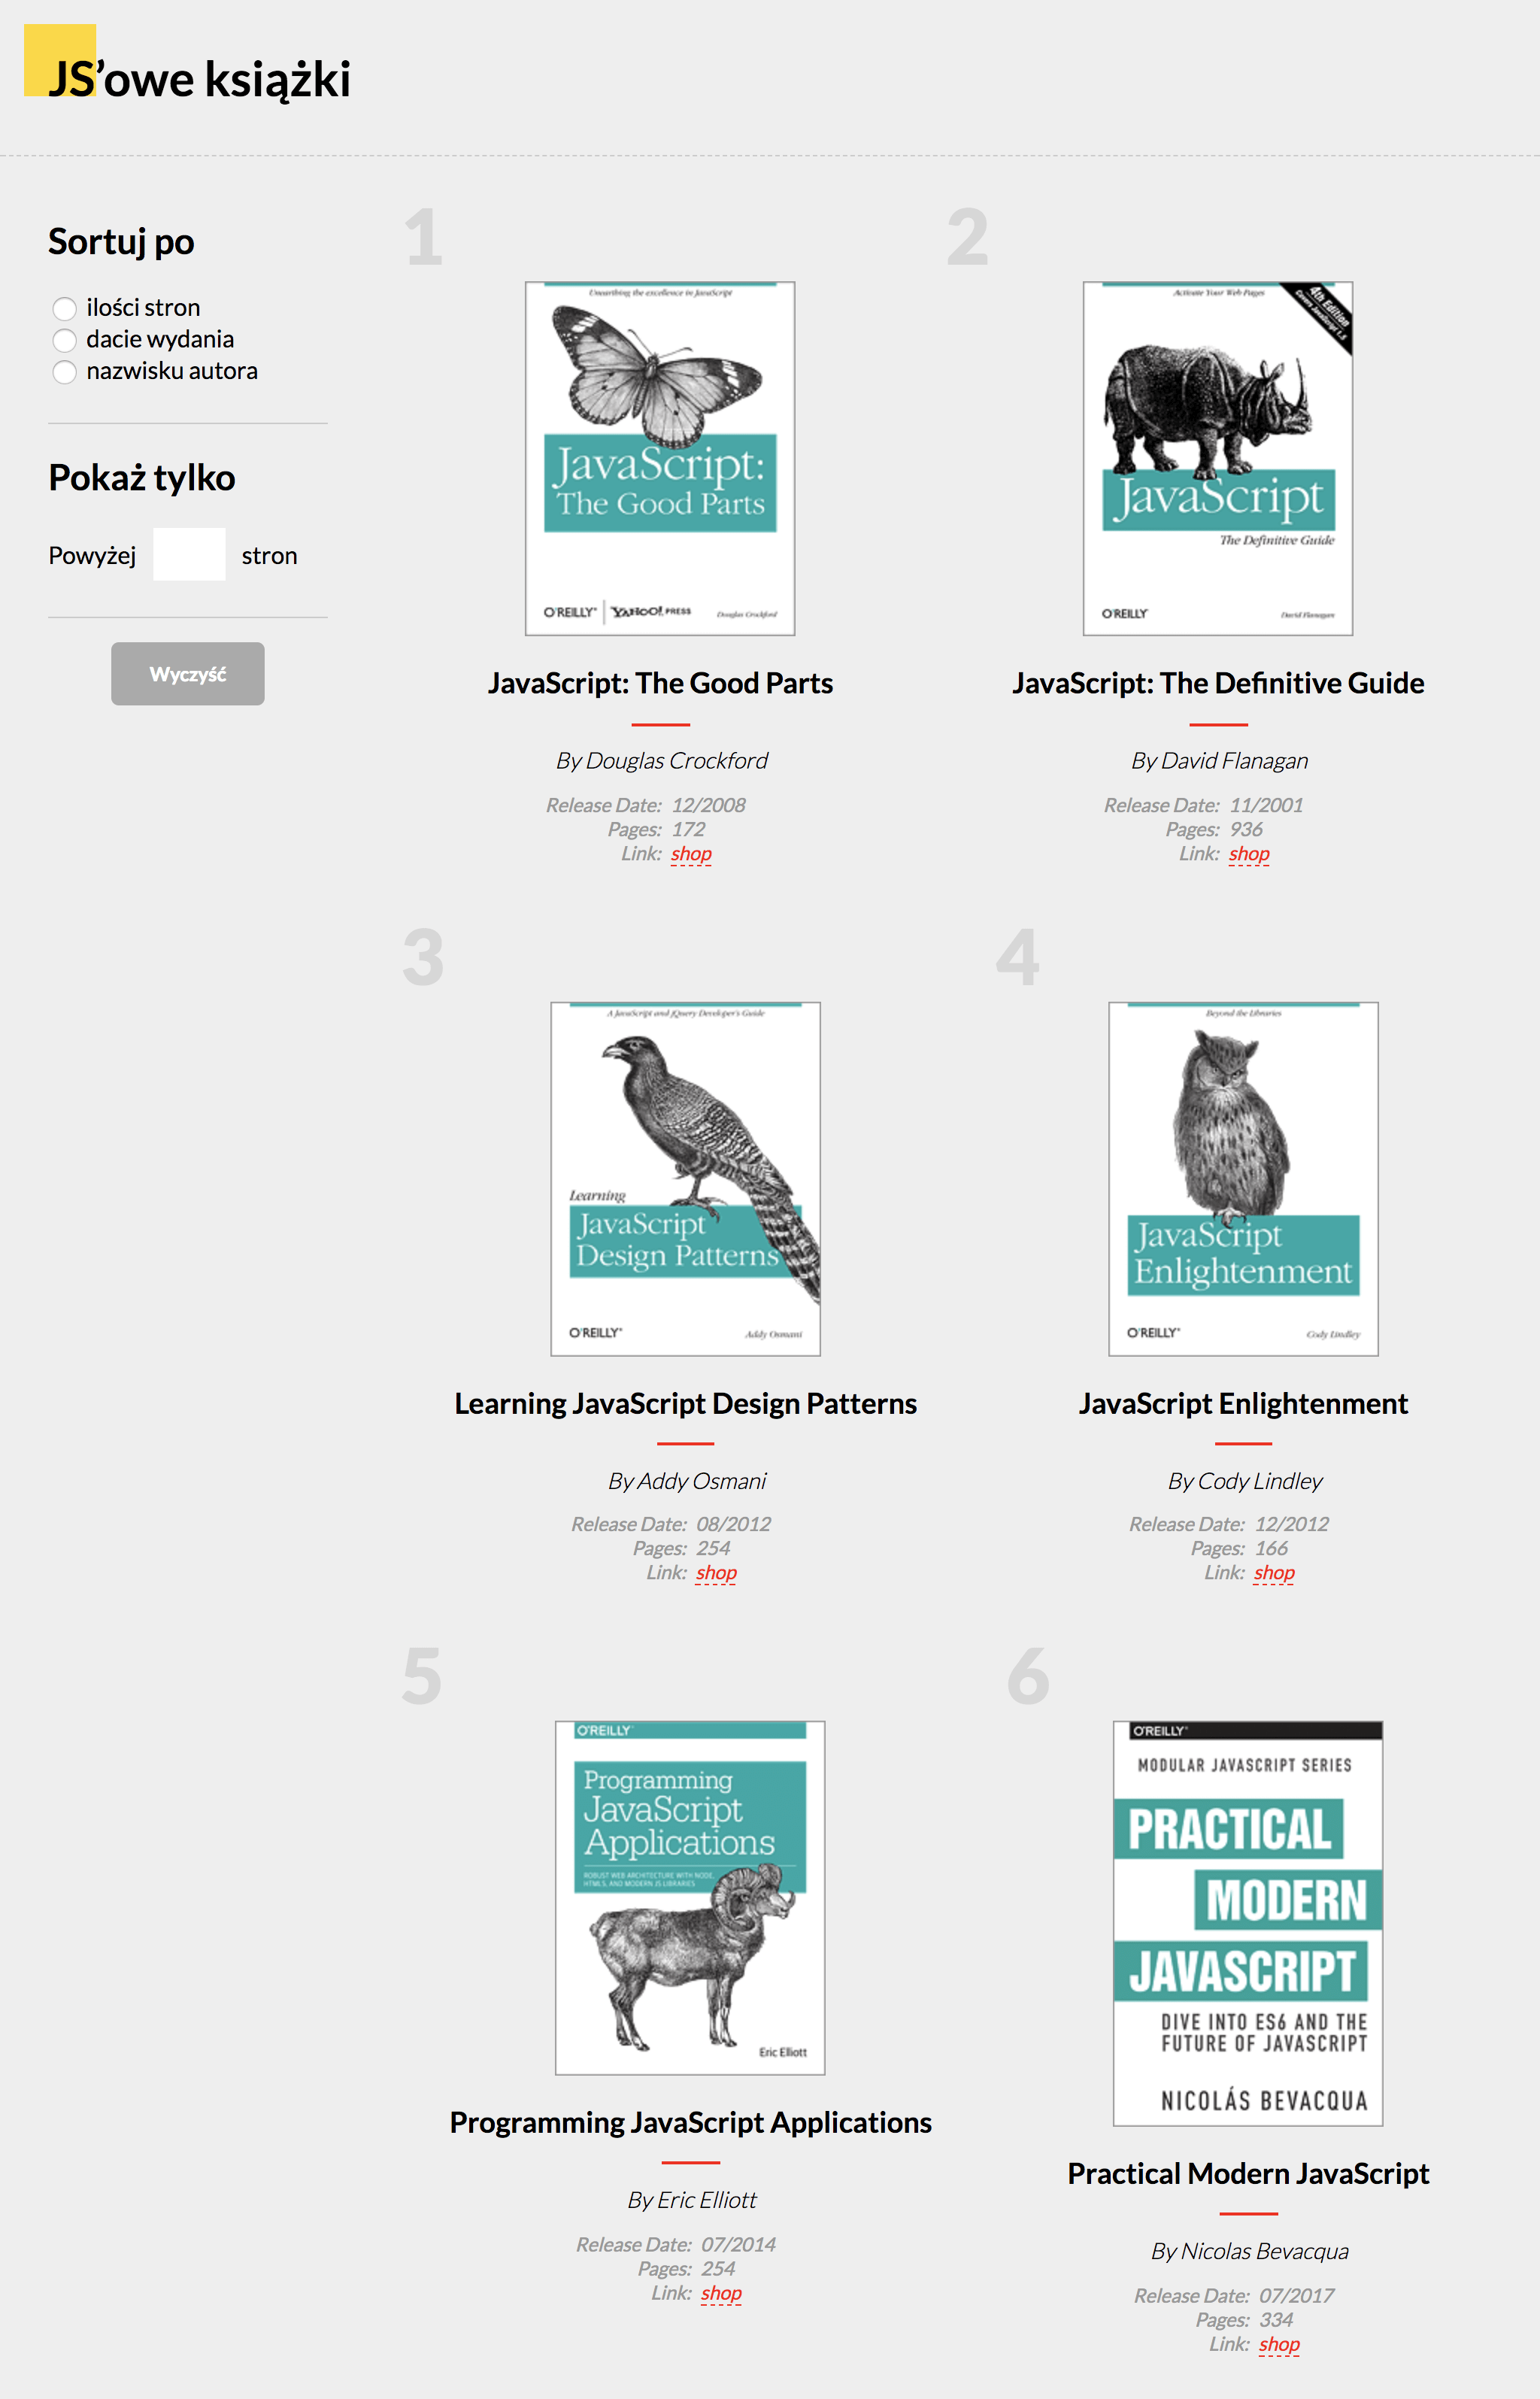 JS'owe książki
Sortuj po
ilości stron
dacie wydania
nazwisku autora
Pokaż tylko
Powyżej stron
Wyczyść
1
Unearthing the excellence in JavaScript
JavaScript:
The Good Parts
O'REILLY® YAHOO! PRESS Douglas Crockford
JavaScript: The Good Parts
By Douglas Crockford
Release Date: 12/2008
Pages: 172
Link: shop
2
Activate Your Web Pages
4th Edition
Covers JavaScript 1.5
JavaScript
The Definitive Guide
O'REILLY David Flanagan
JavaScript: The Definitive Guide
By David Flanagan
Release Date: 11/2001
Pages: 936
Link: shop
3
A JavaScript and jQuery Developer's Guide
Learning
JavaScript
Design Patterns
O'REILLY® Addy Osmani
Learning JavaScript Design Patterns
By Addy Osmani
Release Date: 08/2012
Pages: 254
Link: shop
4
Beyond the Libraries
JavaScript
Enlightenment
O'REILLY® Cody Lindley
JavaScript Enlightenment
By Cody Lindley
Release Date: 12/2012
Pages: 166
Link: shop
5
O'REILLY®
Programming
JavaScript
Applications
ROBUST WEB ARCHITECTURE WITH NODE,
HTML5, AND MODERN JS LIBRARIES
Eric Elliott
Programming JavaScript Applications
By Eric Elliott
Release Date: 07/2014
Pages: 254
Link: shop
6
O'REILLY®
MODULAR JAVASCRIPT SERIES
PRACTICAL
MODERN
JAVASCRIPT
DIVE INTO ES6 AND THE
FUTURE OF JAVASCRIPT
NICOLÁS BEVACQUA
Practical Modern JavaScript
By Nicolas Bevacqua
Release Date: 07/2017
Pages: 334
Link: shop